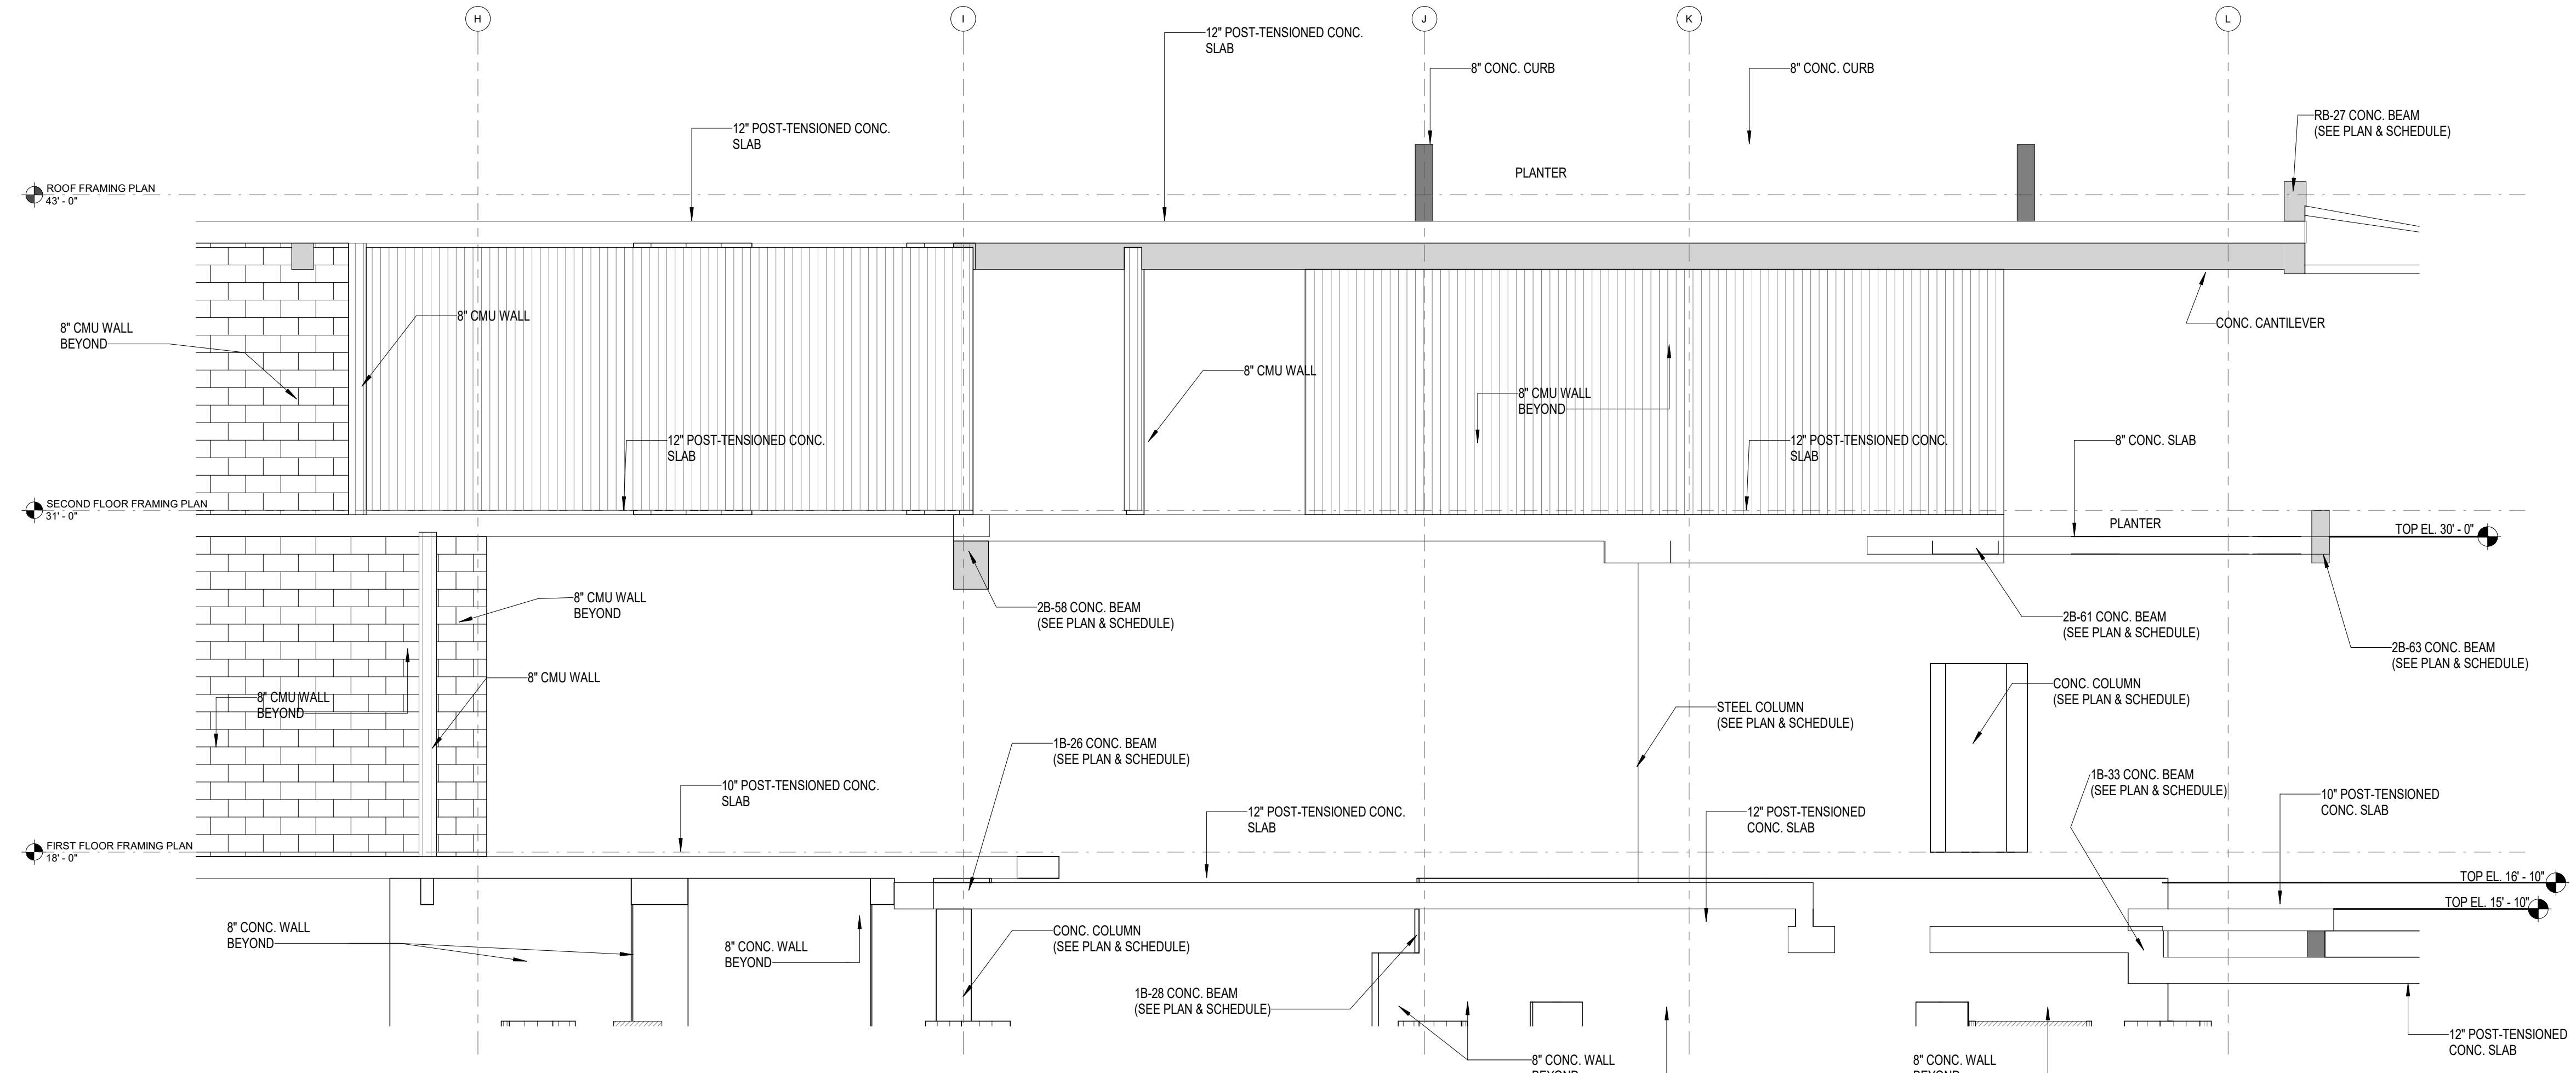 H
I
J
K
L
12" POST-TENSIONED CONC.
SLAB
8" CONC. CURB
8" CONC. CURB
RB-27 CONC. BEAM
(SEE PLAN & SCHEDULE)
12" POST-TENSIONED CONC.
SLAB
PLANTER
ROOF FRAMING PLAN
43' - 0"
8" CMU WALL
BEYOND
8" CMU WALL
CONC. CANTILEVER
8" CMU WALL
8" CMU WALL
BEYOND
12" POST-TENSIONED CONC.
SLAB
12" POST-TENSIONED CONC.
SLAB
8" CONC. SLAB
SECOND FLOOR FRAMING PLAN
31' - 0"
PLANTER
TOP EL. 30' - 0"
8" CMU WALL
BEYOND
2B-58 CONC. BEAM
(SEE PLAN & SCHEDULE)
2B-61 CONC. BEAM
(SEE PLAN & SCHEDULE)
2B-63 CONC. BEAM
(SEE PLAN & SCHEDULE)
8" CMU WALL
8" CMU WALL
BEYOND
CONC. COLUMN
(SEE PLAN & SCHEDULE)
STEEL COLUMN
(SEE PLAN & SCHEDULE)
1B-26 CONC. BEAM
(SEE PLAN & SCHEDULE)
10" POST-TENSIONED CONC.
SLAB
1B-33 CONC. BEAM
(SEE PLAN & SCHEDULE)
10" POST-TENSIONED
CONC. SLAB
12" POST-TENSIONED CONC.
SLAB
12" POST-TENSIONED
CONC. SLAB
FIRST FLOOR FRAMING PLAN
18' - 0"
TOP EL. 16' - 10"
TOP EL. 15' - 10"
8" CONC. WALL
BEYOND
8" CONC. WALL
BEYOND
CONC. COLUMN
(SEE PLAN & SCHEDULE)
1B-28 CONC. BEAM
(SEE PLAN & SCHEDULE)
12" POST-TENSIONED
CONC. SLAB
8" CONC. WALL
8" CONC. WALL